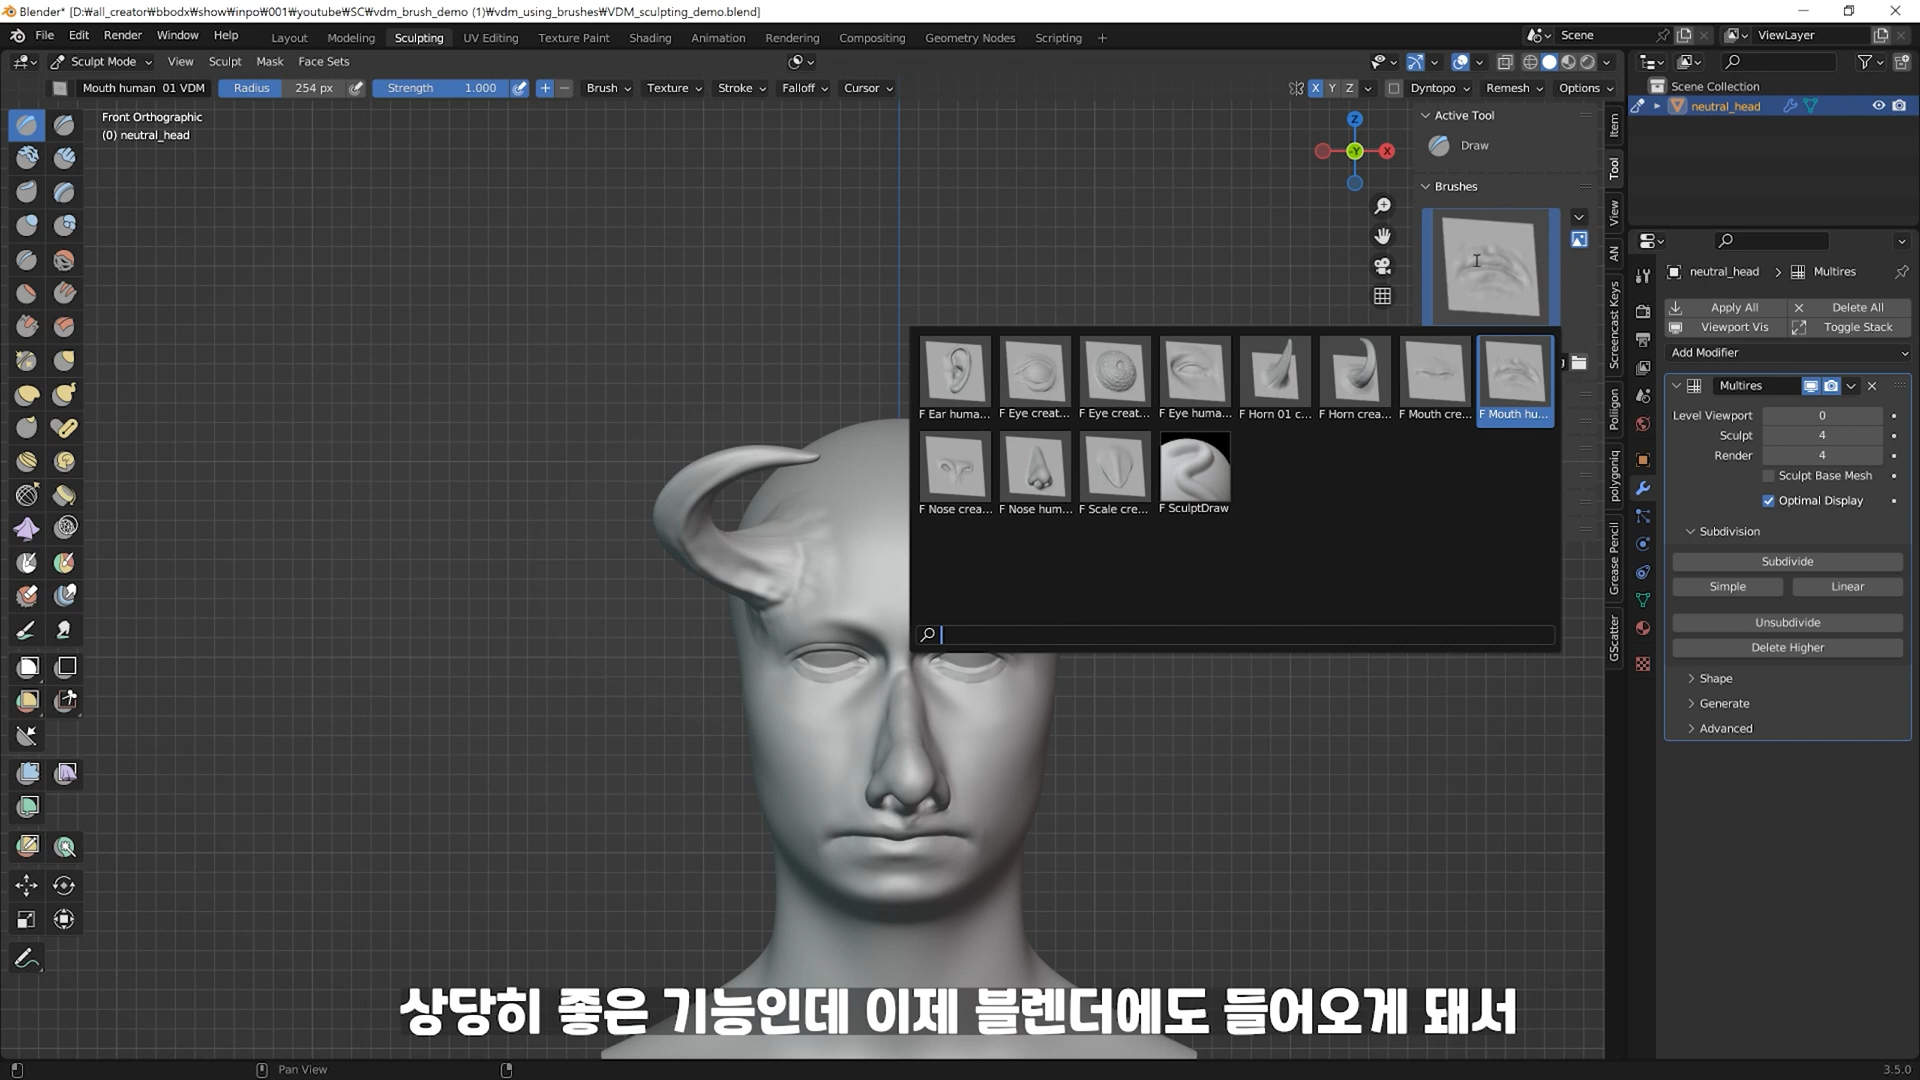 Blender* [D:₩all_creator₩bbodx₩show₩inpo₩001₩youtube₩SC₩vdm_brush_demo (1)₩vdm_using_brushes₩VDM_sculpting_demo.blend]
File Edit Render Window Help Layout Modeling Sculpting UV Editing Texture Paint Shading Animation Rendering Compositing Geometry Nodes Scripting + Scene ViewLayer
Sculpt Mode View Sculpt Mask Face Sets
Mouth human 01 VDM Radius 254 px Strength 1.000 Brush Texture Stroke Falloff Cursor X Y Z Dyntopo Remesh Options
Front Orthographic
(0) neutral_head
Z
-Y
X
Active Tool
Draw
Brushes
Item
Tool
View
AN
Screencast Keys
Poliigon
polygoniq
Grease Pencil
GScatter
F Ear huma...
F Eye creat...
F Eye creat...
F Eye huma...
F Horn 01 c...
F Horn crea...
F Mouth cre...
F Mouth hu...
F Nose crea...
F Nose hum...
F Scale cre...
F SculptDraw
Scene Collection
neutral_head
neutral_head > Multires
Apply All Delete All
Viewport Vis Toggle Stack
Add Modifier
Multires
Level Viewport 0
Sculpt 4
Render 4
Sculpt Base Mesh
Optimal Display
Subdivision
Subdivide
Simple Linear
Unsubdivide
Delete Higher
Shape
Generate
Advanced
상당히 좋은 기능인데 이제 블렌더에도 들어오게 돼서
Pan View
3.5.0